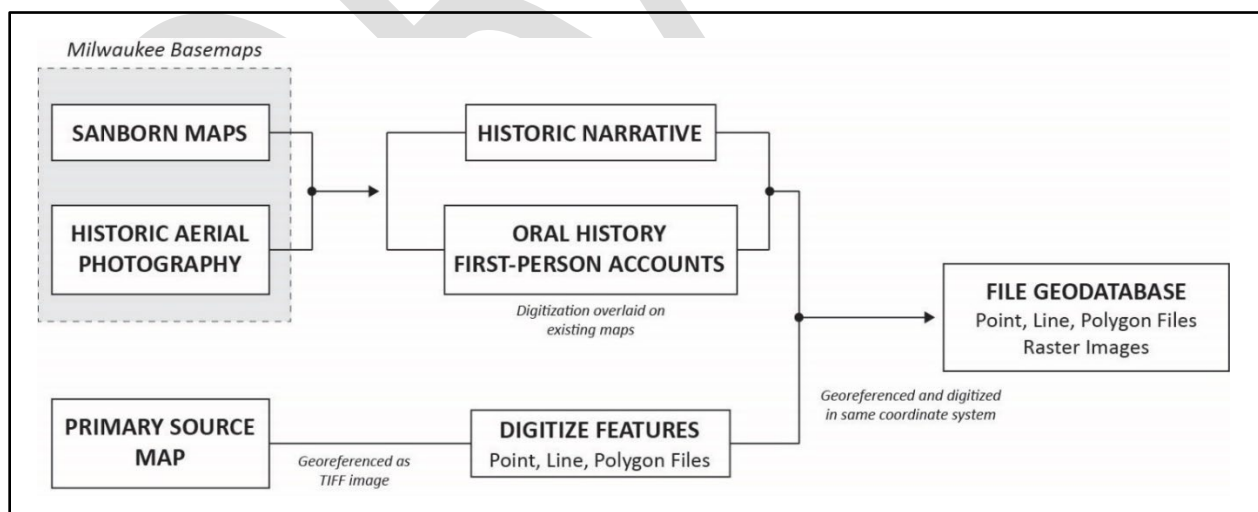 Milwaukee Basemaps
SANBORN MAPS
HISTORIC AERIAL
PHOTOGRAPHY
HISTORIC NARRATIVE
ORAL HISTORY
FIRST-PERSON ACCOUNTS
Digitization overlaid on
existing maps
PRIMARY SOURCE
MAP
Georeferenced as
TIFF image
DIGITIZE FEATURES
Point, Line, Polygon Files
Georeferenced and digitized
in same coordinate system
FILE GEODATABASE
Point, Line, Polygon Files
Raster Images